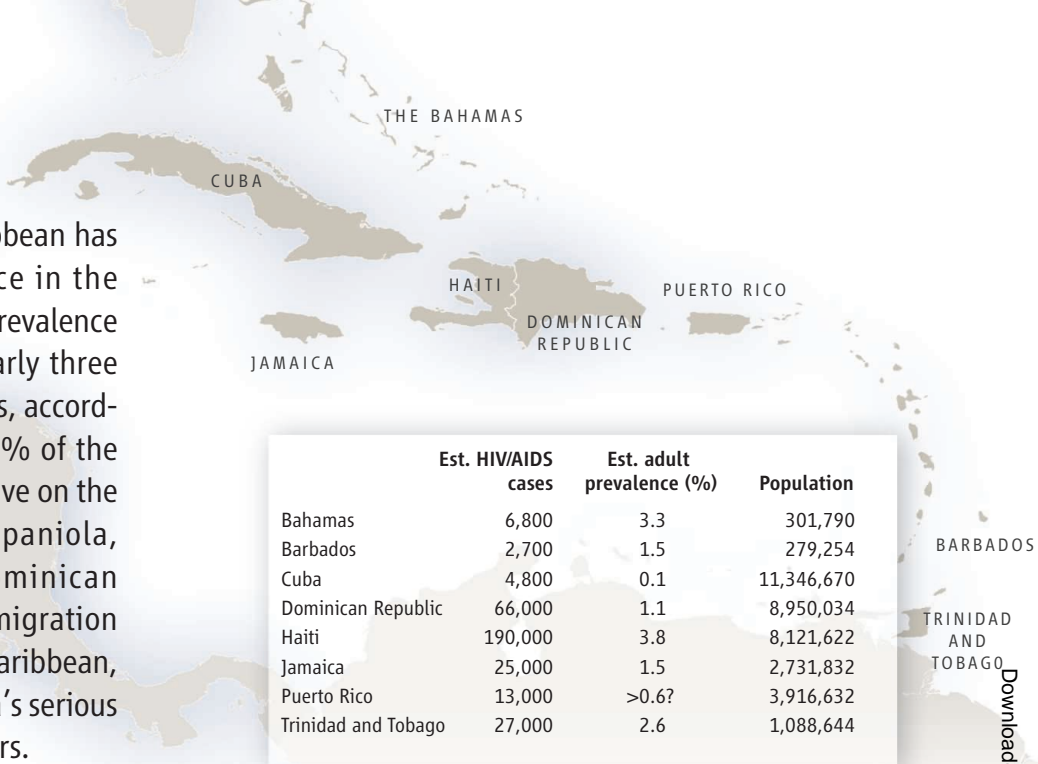 THE BAHAMAS
CUBA
HAITI
PUERTO RICO
DOMINICAN
REPUBLIC
JAMAICA
BARBADOS
TRINIDAD
AND
TOBAGO
bean has
ce in the
revalence
arly three
s, accord-
% of the
ve on the
paniola,
minican
migration
aribbean,
's serious
rs.
Est. HIV/AIDS Est. adult
cases prevalence (%) Population
Bahamas 6,800 3.3 301,790
Barbados 2,700 1.5 279,254
Cuba 4,800 0.1 11,346,670
Dominican Republic 66,000 1.1 8,950,034
Haiti 190,000 3.8 8,121,622
Jamaica 25,000 1.5 2,731,832
Puerto Rico 13,000 >0.6? 3,916,632
Trinidad and Tobago 27,000 2.6 1,088,644
Download